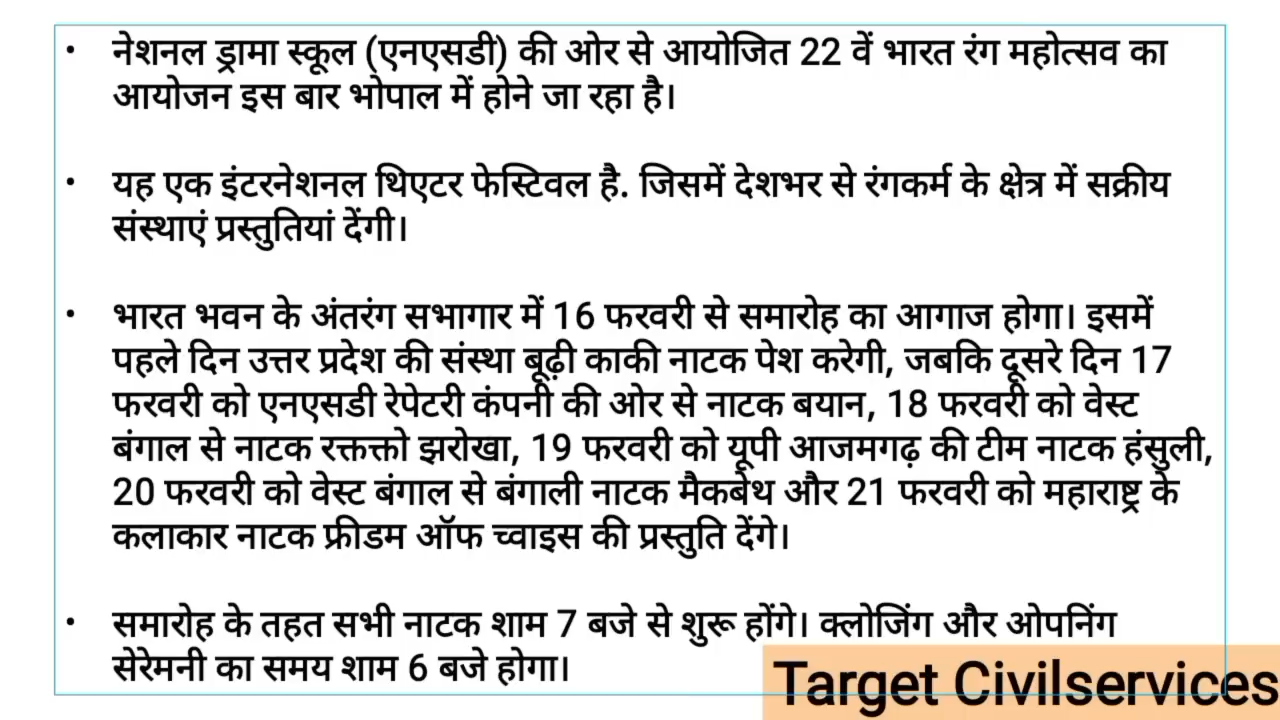 • नेशनल ड्रामा स्कूल (एनएसडी) की ओर से आयोजित 22 वें भारत रंग महोत्सव का
आयोजन इस बार भोपाल में होने जा रहा है।
• यह एक इंटरनेशनल थिएटर फेस्टिवल है. जिसमें देशभर से रंगकर्म के क्षेत्र में सक्रीय
संस्थाएं प्रस्तुतियां देंगी।
• भारत भवन के अंतरंग सभागार में 16 फरवरी से समारोह का आगाज होगा। इसमें
पहले दिन उत्तर प्रदेश की संस्था बूढ़ी काकी नाटक पेश करेगी, जबकि दूसरे दिन 17
फरवरी को एनएसडी रेपेटरी कंपनी की ओर से नाटक बयान, 18 फरवरी को वेस्ट
बंगाल से नाटक रक्तक्तो झरोखा, 19 फरवरी को यूपी आजमगढ़ की टीम नाटक हंसुली,
20 फरवरी को वेस्ट बंगाल से बंगाली नाटक मैकबेथ और 21 फरवरी को महाराष्ट्र के
कलाकार नाटक फ्रीडम ऑफ च्वाइस की प्रस्तुति देंगे।
• समारोह के तहत सभी नाटक शाम 7 बजे से शुरू होंगे। क्लोजिंग और ओपनिंग
सेरेमनी का समय शाम 6 बजे होगा।
Target Civilservices